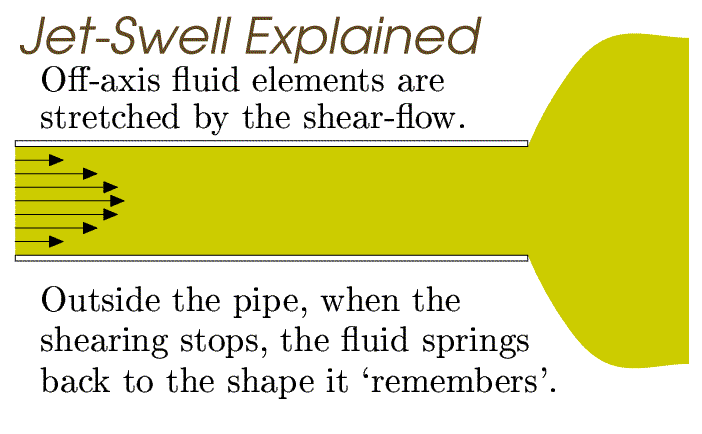 Jet-Swell Explained
Off-axis fluid elements are
stretched by the shear-flow.
Outside the pipe, when the
shearing stops, the fluid springs
back to the shape it ‘remembers’.